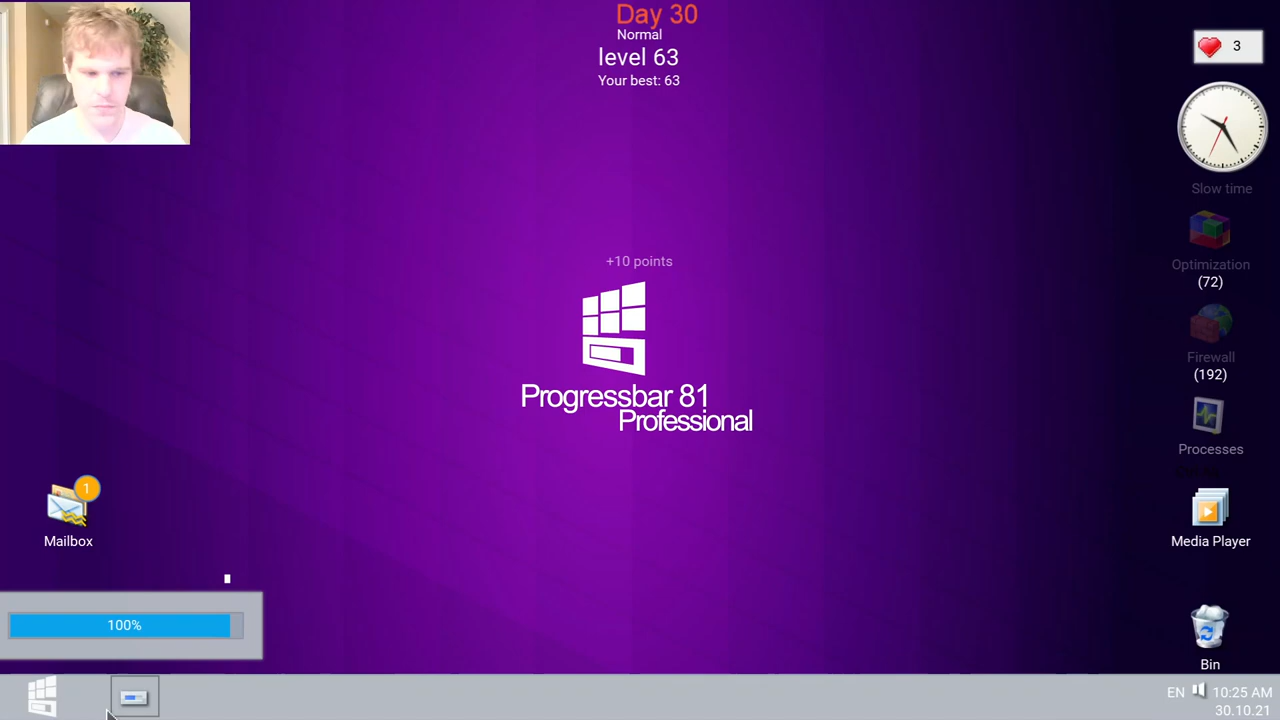 Day 30
Normal
level 63
Your best: 63
3
Slow time
Optimization
(72)
+10 points
Firewall
(192)
Progressbar 81
Professional
Processes
1
Mailbox
Media Player
100%
Bin
EN
10:25 AM
30.10.21